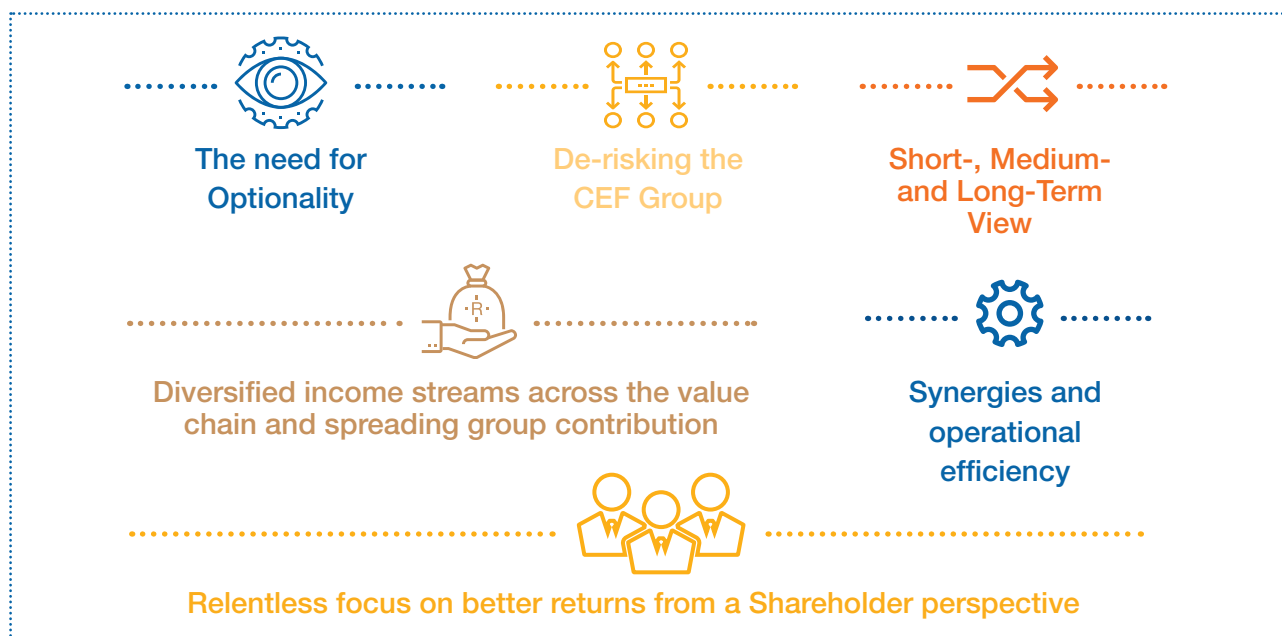 The need for
Optionality
De-risking the
CEF Group
Short-, Medium-
and Long-Term
View
R
Diversified income streams across the value
chain and spreading group contribution
Synergies and
operational
efficiency
Relentless focus on better returns from a Shareholder perspective